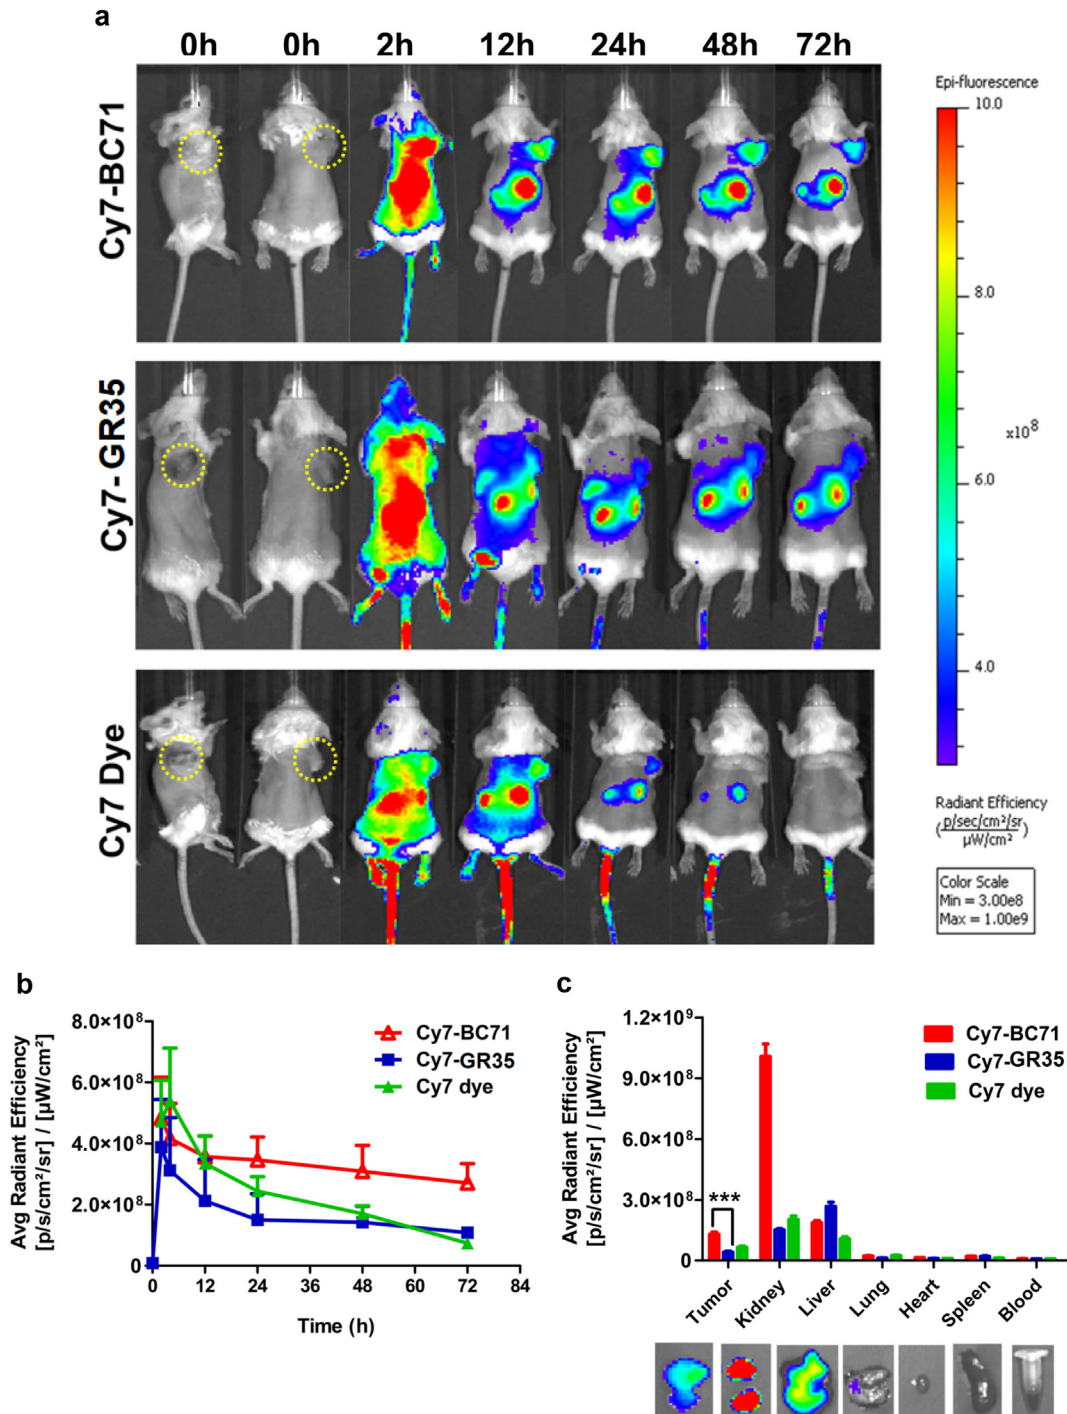 a
0h 0h 2h 12h 24h 48h 72h
Cy7-BC71
Cy7-GR35
Cy7 Dye
Epi-fluorescence
10.0
8.0
x10⁸
6.0
4.0
Radiant Efficiency
(p/sec/cm²/sr / µW/cm²)
Color Scale
Min = 3.00e8
Max = 1.00e9
b
Avg Radiant Efficiency
[p/s/cm²/sr] / [µW/cm²]
8.0×10⁸
6.0×10⁸
4.0×10⁸
2.0×10⁸
0
0 12 24 36 48 60 72 84
Time (h)
Cy7-BC71
Cy7-GR35
Cy7 dye
c
Avg Radiant Efficiency
[p/s/cm²/sr] / [µW/cm²]
1.2×10⁹
9.0×10⁸
6.0×10⁸
3.0×10⁸
0
***
Cy7-BC71
Cy7-GR35
Cy7 dye
Tumor Kidney Liver Lung Heart Spleen Blood